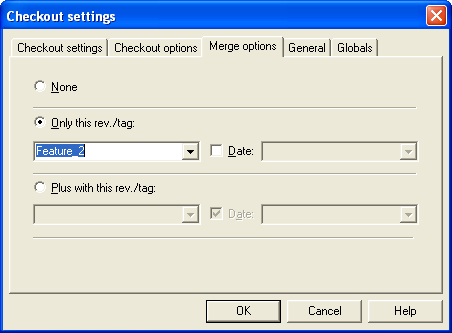 Checkout settings
Checkout settings Checkout options Merge options General Globals
None
Only this rev./tag:
Feature_2 Date:
Plus with this rev./tag:
Date:
OK Cancel Help